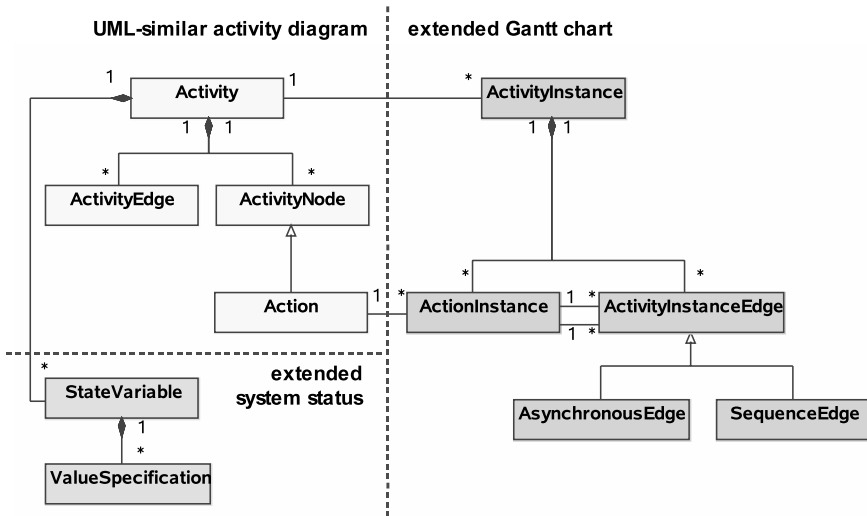 UML-similar activity diagram
extended Gantt chart
1
Activity
1
*
ActivityInstance
1 1
1 1
*
*
ActivityEdge
ActivityNode
*
*
Action
1
*
ActionInstance
1
*
1
*
ActivityInstanceEdge
extended
system status
*
StateVariable
1
*
ValueSpecification
AsynchronousEdge
SequenceEdge